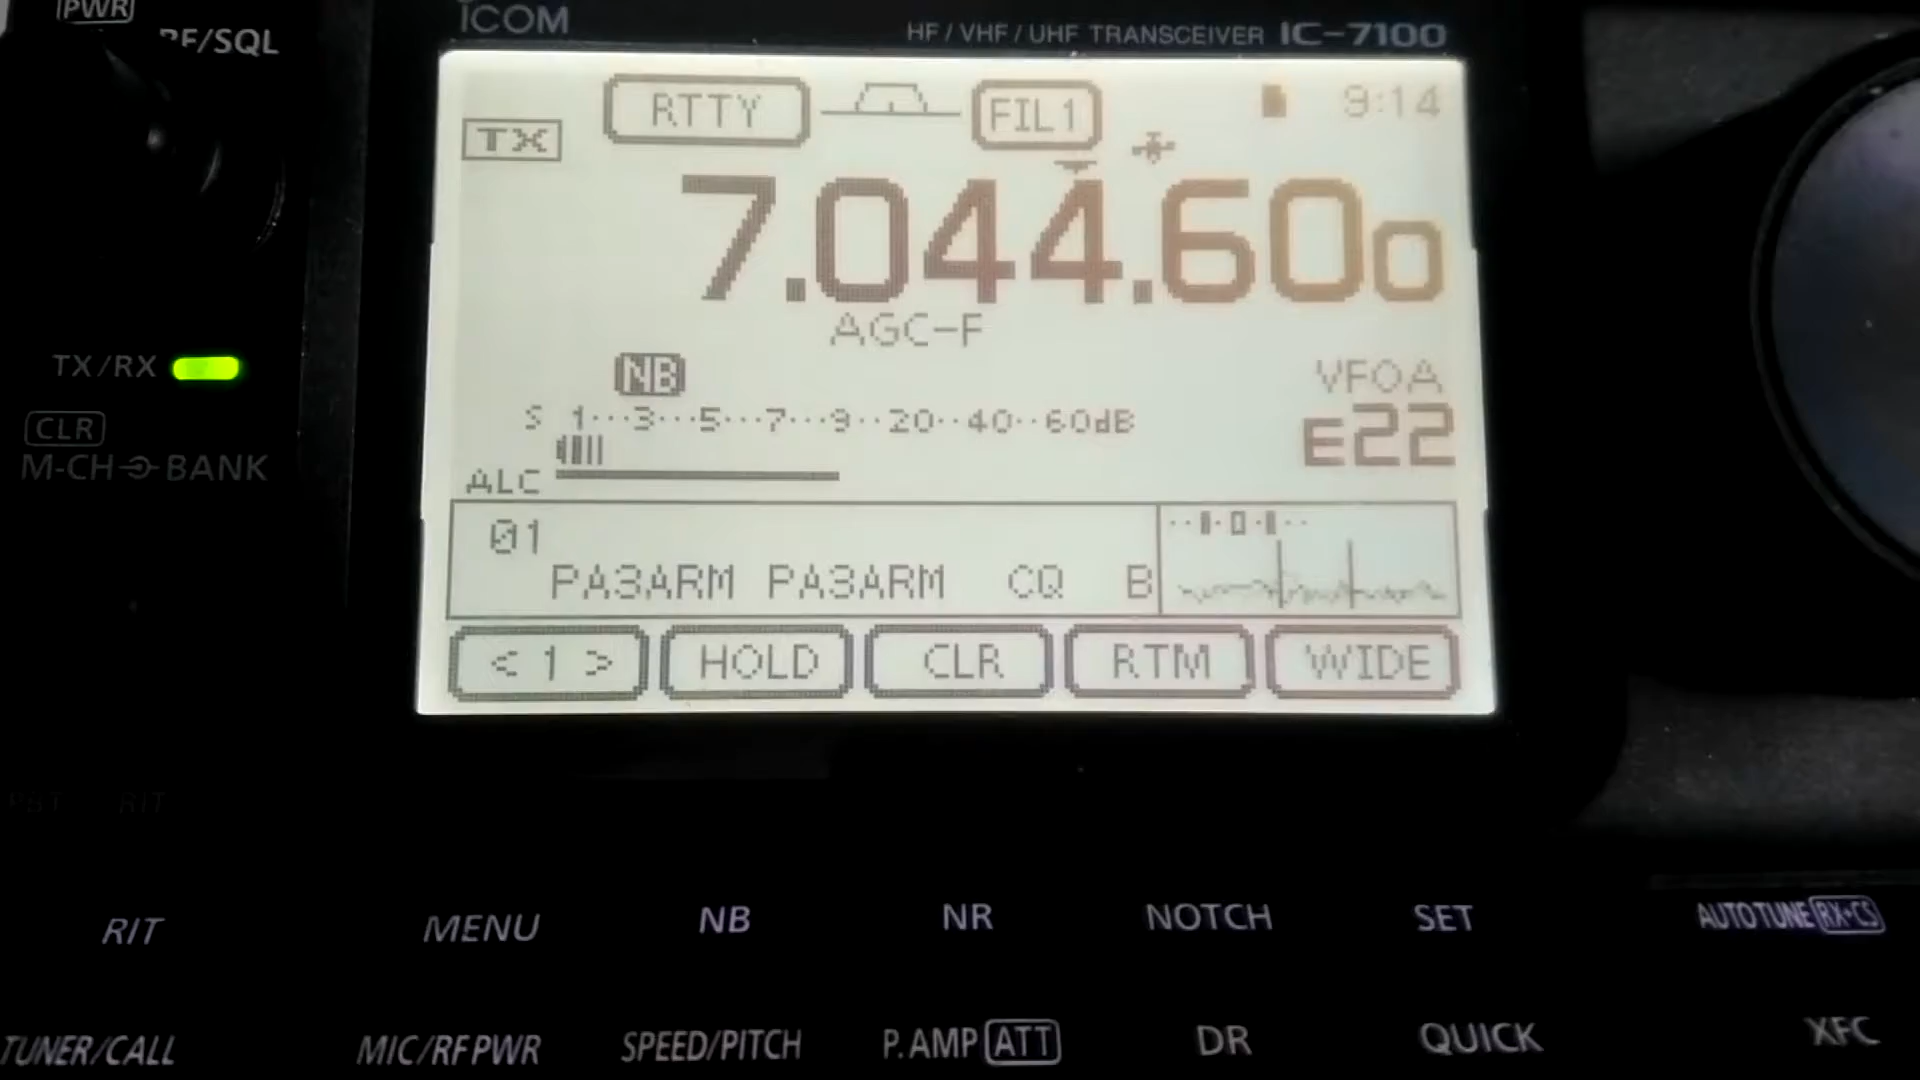 PWR
RF/SQL
ICOM
HF/VHF/UHF TRANSCEIVER IC-7100
RTTY FIL1 9:14
TX
7.044.600
AGC-F
TX/RX
NB
VFOA
S 1···3···5···7···9··20··40··60dB
E22
ALC
CLR
M-CH BANK
01
PA3ARM PA3ARM CQ B
<1> HOLD CLR RTM WIDE
PBT RIT
RIT MENU NB NR NOTCH SET AUTOTUNE RX→CS
TUNER/CALL MIC/RF PWR SPEED/PITCH P.AMP ATT DR QUICK XFC